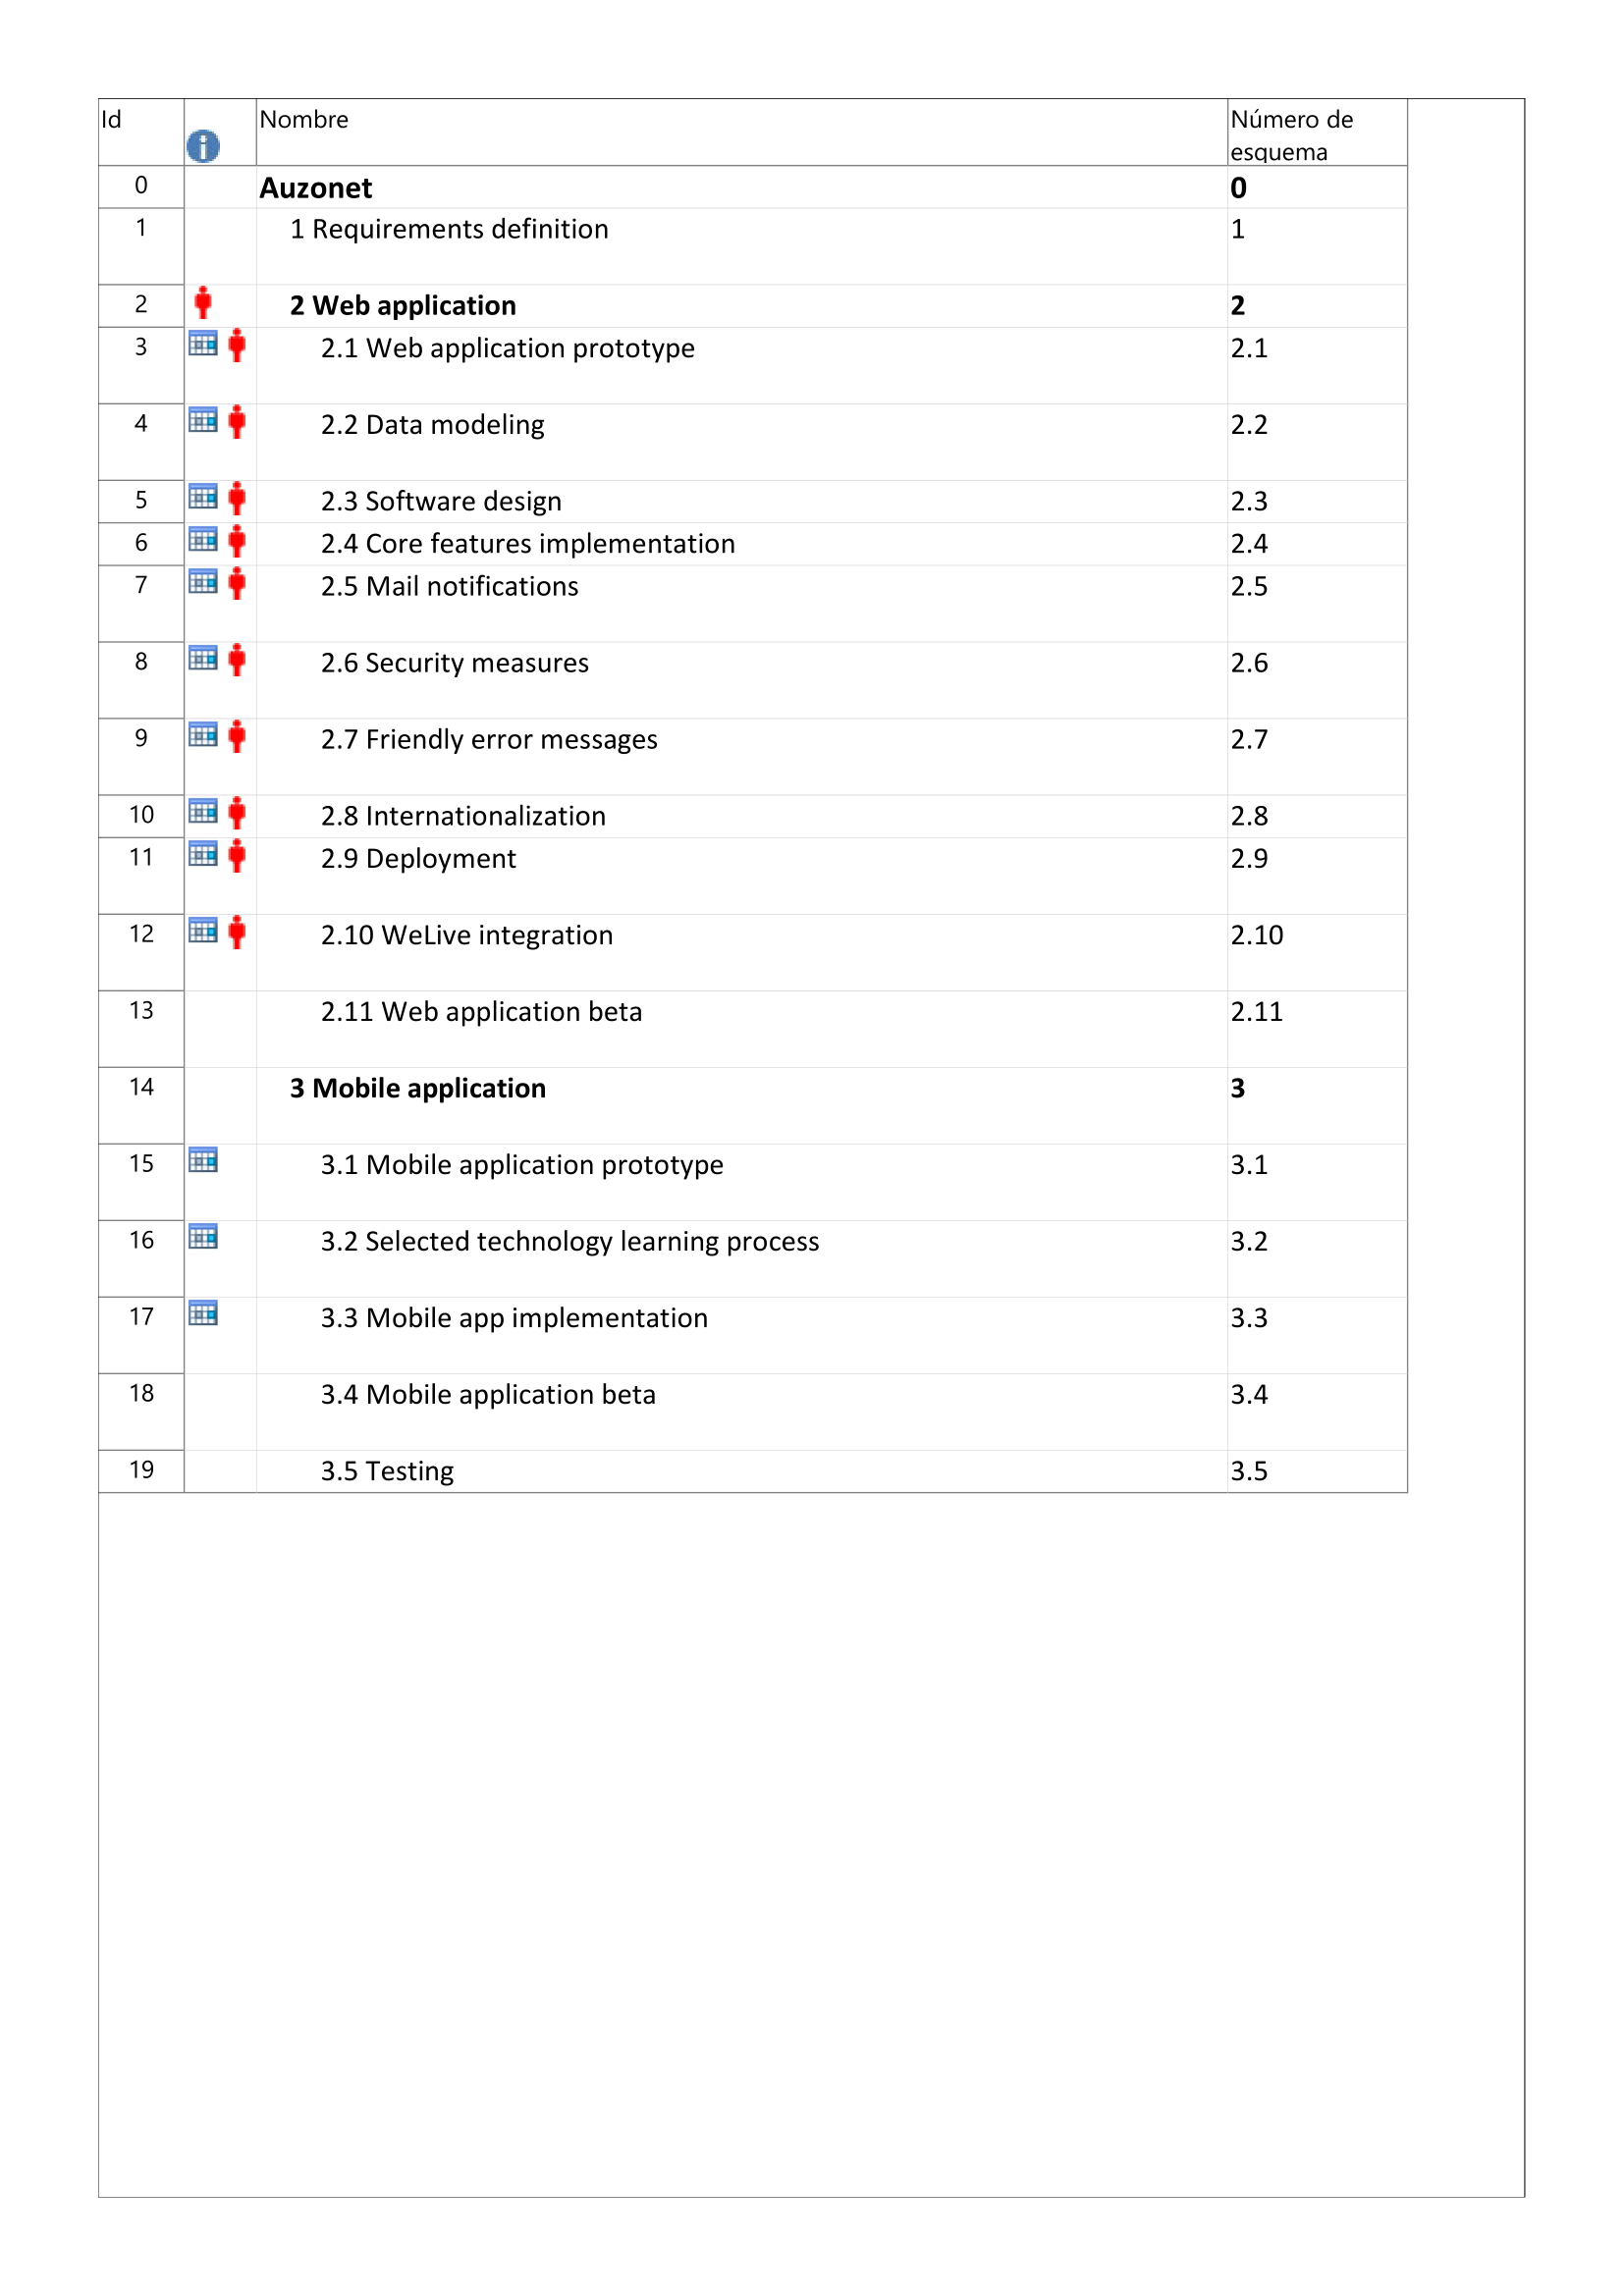 Id Nombre Número de
esquema
0 Auzonet 0
1 1 Requirements definition 1
2 2 Web application 2
3 2.1 Web application prototype 2.1
4 2.2 Data modeling 2.2
5 2.3 Software design 2.3
6 2.4 Core features implementation 2.4
7 2.5 Mail notifications 2.5
8 2.6 Security measures 2.6
9 2.7 Friendly error messages 2.7
10 2.8 Internationalization 2.8
11 2.9 Deployment 2.9
12 2.10 WeLive integration 2.10
13 2.11 Web application beta 2.11
14 3 Mobile application 3
15 3.1 Mobile application prototype 3.1
16 3.2 Selected technology learning process 3.2
17 3.3 Mobile app implementation 3.3
18 3.4 Mobile application beta 3.4
19 3.5 Testing 3.5